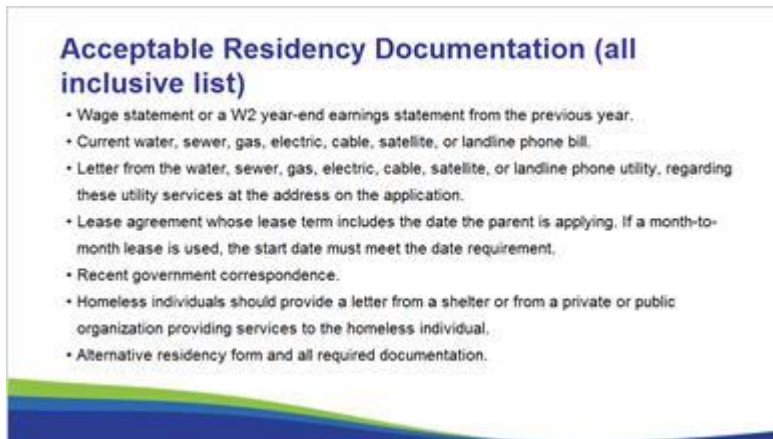 Acceptable Residency Documentation (all
inclusive list)
• Wage statement or a W2 year-end earnings statement from the previous year.
• Current water, sewer, gas, electric, cable, satellite, or landline phone bill.
• Letter from the water, sewer, gas, electric, cable, satellite, or landline phone utility, regarding
these utility services at the address on the application.
• Lease agreement whose lease term includes the date the parent is applying. If a month-to-
month lease is used, the start date must meet the date requirement.
• Recent government correspondence.
• Homeless individuals should provide a letter from a shelter or from a private or public
organization providing services to the homeless individual.
• Alternative residency form and all required documentation.